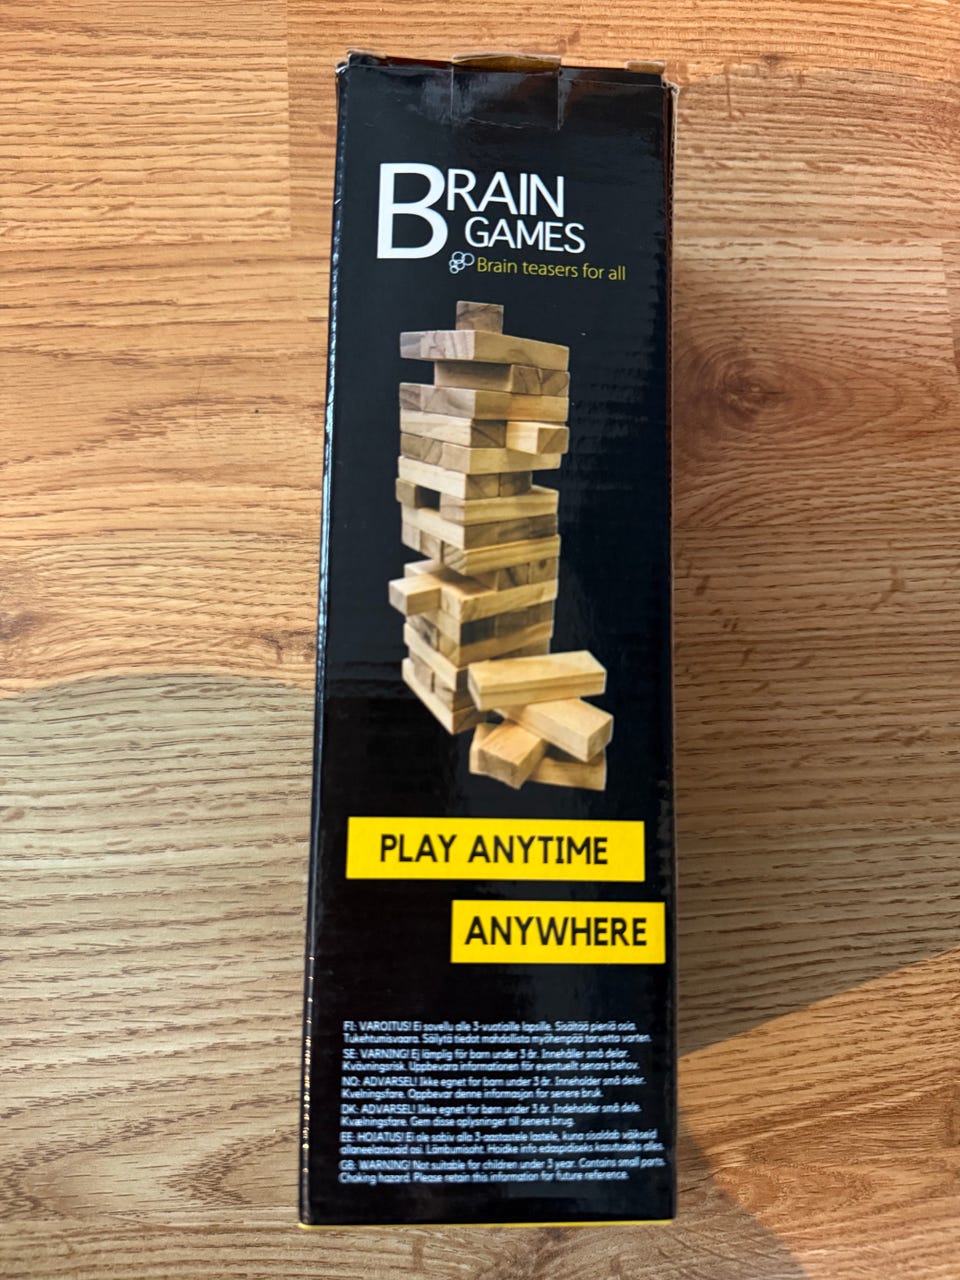 BRAIN
GAMES
Brain teasers for all
PLAY ANYTIME
ANYWHERE
FI: VAROITUS! Ei sovellu alle 3-vuotiaille lapsille. Sisältää pieniä osia.
Tukehtumisvaara. Säilytä tiedot mahdollista myöhempää tarvetta varten.
SE: VARNING! Ej lämplig för barn under 3 år. Innehåller små delar.
Kvävningsrisk. Uppbevara informationen för eventuellt senare behov.
NO: ADVARSEL! Ikke egnet for barn under 3 år. Inneholder små deler.
Kvelningsfare. Oppbevar denne informasjon for senere bruk.
DK: ADVARSEL! Ikke egnet for børn under 3 år. Indeholder små dele.
Kvælningsfare. Gem disse oplysninger til senere brug.
EE: HOIATUS! Ei ole sobiv alla 3-aastastele lastele, kuna sisaldab väikseid
allaneelatavaid osi. Lämbumisoht. Hoidke info edaspidiseks kasutuseks alles.
GB: WARNING! Not suitable for children under 3 year. Contains small parts.
Choking hazard. Please retain this information for future reference.